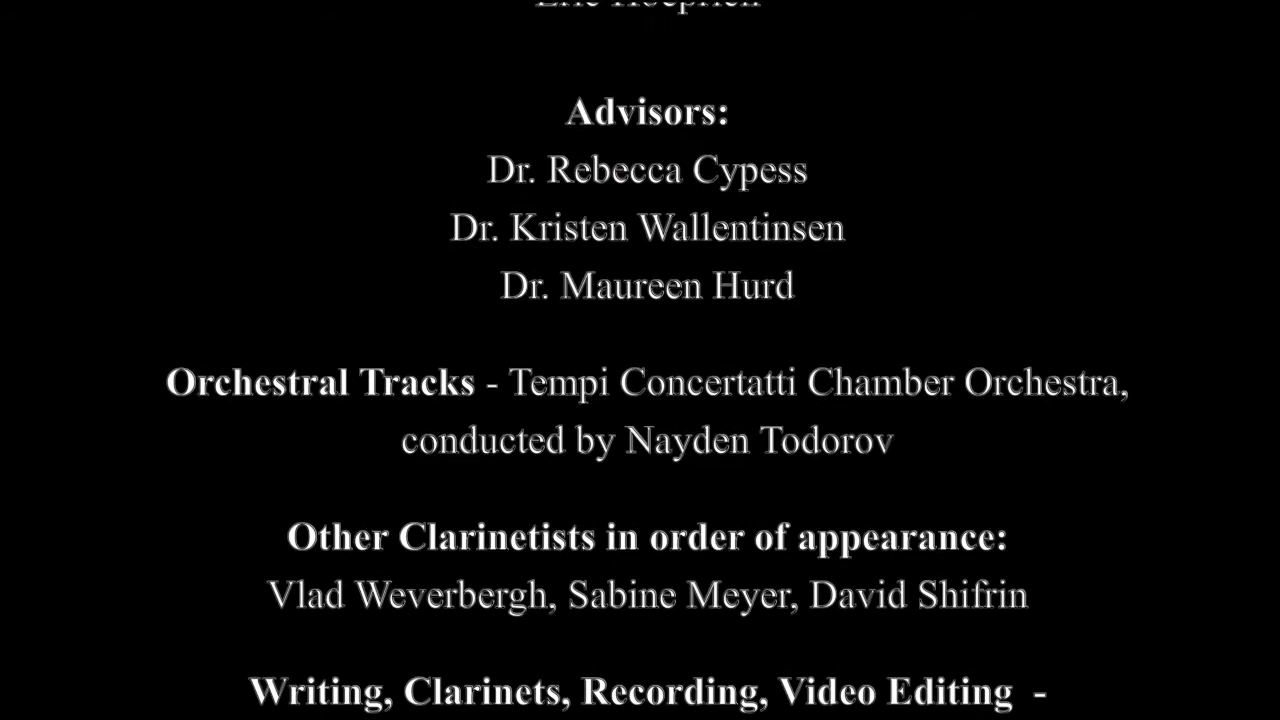 Advisors:
Dr. Rebecca Cypess
Dr. Kristen Wallentinsen
Dr. Maureen Hurd
Orchestral Tracks - Tempi Concertatti Chamber Orchestra,
conducted by Nayden Todorov
Other Clarinetists in order of appearance:
Vlad Weverbergh, Sabine Meyer, David Shifrin
Writing, Clarinets, Recording, Video Editing -